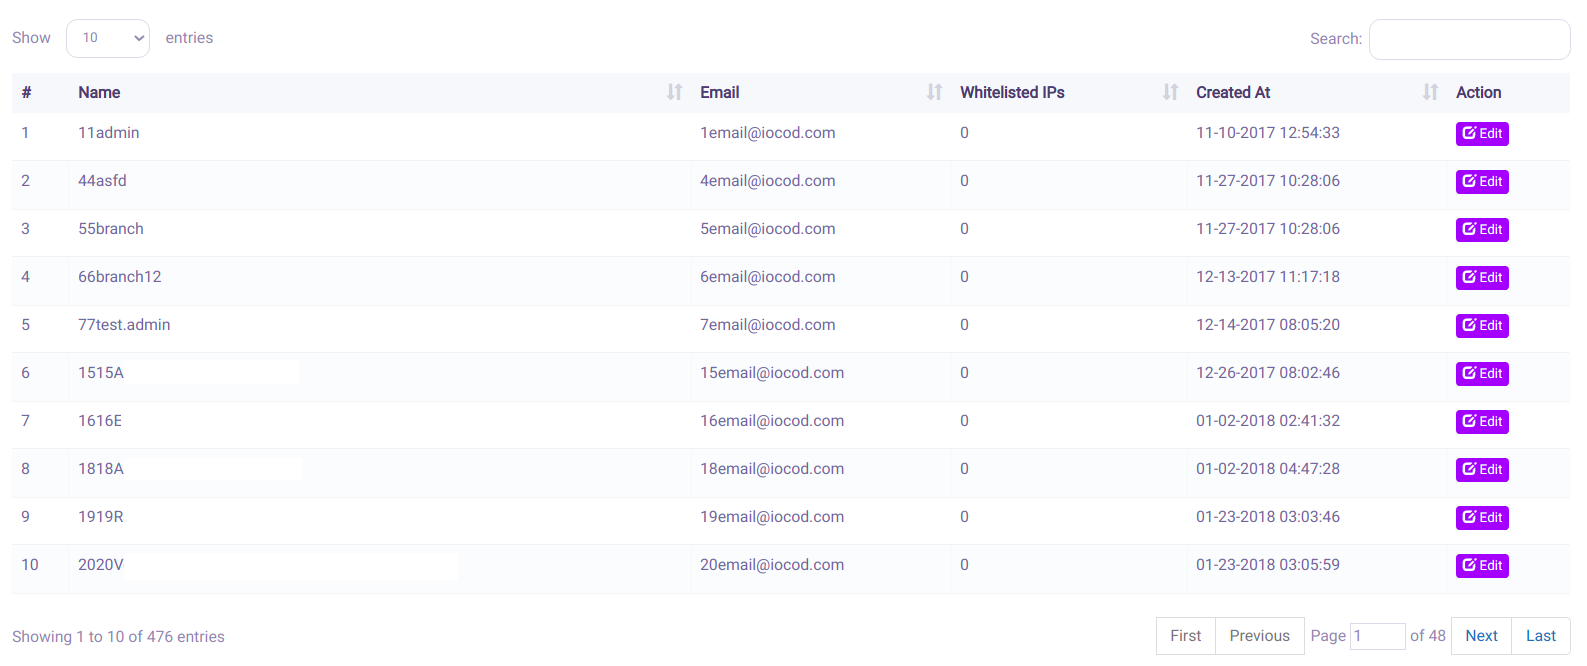 Show 10 entries Search:
# Name Email Whitelisted IPs Created At Action
1 11admin 1email@iocod.com 0 11-10-2017 12:54:33 Edit
2 44asfd 4email@iocod.com 0 11-27-2017 10:28:06 Edit
3 55branch 5email@iocod.com 0 11-27-2017 10:28:06 Edit
4 66branch12 6email@iocod.com 0 12-13-2017 11:17:18 Edit
5 77test.admin 7email@iocod.com 0 12-14-2017 08:05:20 Edit
6 1515A 15email@iocod.com 0 12-26-2017 08:02:46 Edit
7 1616E 16email@iocod.com 0 01-02-2018 02:41:32 Edit
8 1818A 18email@iocod.com 0 01-02-2018 04:47:28 Edit
9 1919R 19email@iocod.com 0 01-23-2018 03:03:46 Edit
10 2020V 20email@iocod.com 0 01-23-2018 03:05:59 Edit
Showing 1 to 10 of 476 entries First Previous Page 1 of 48 Next Last